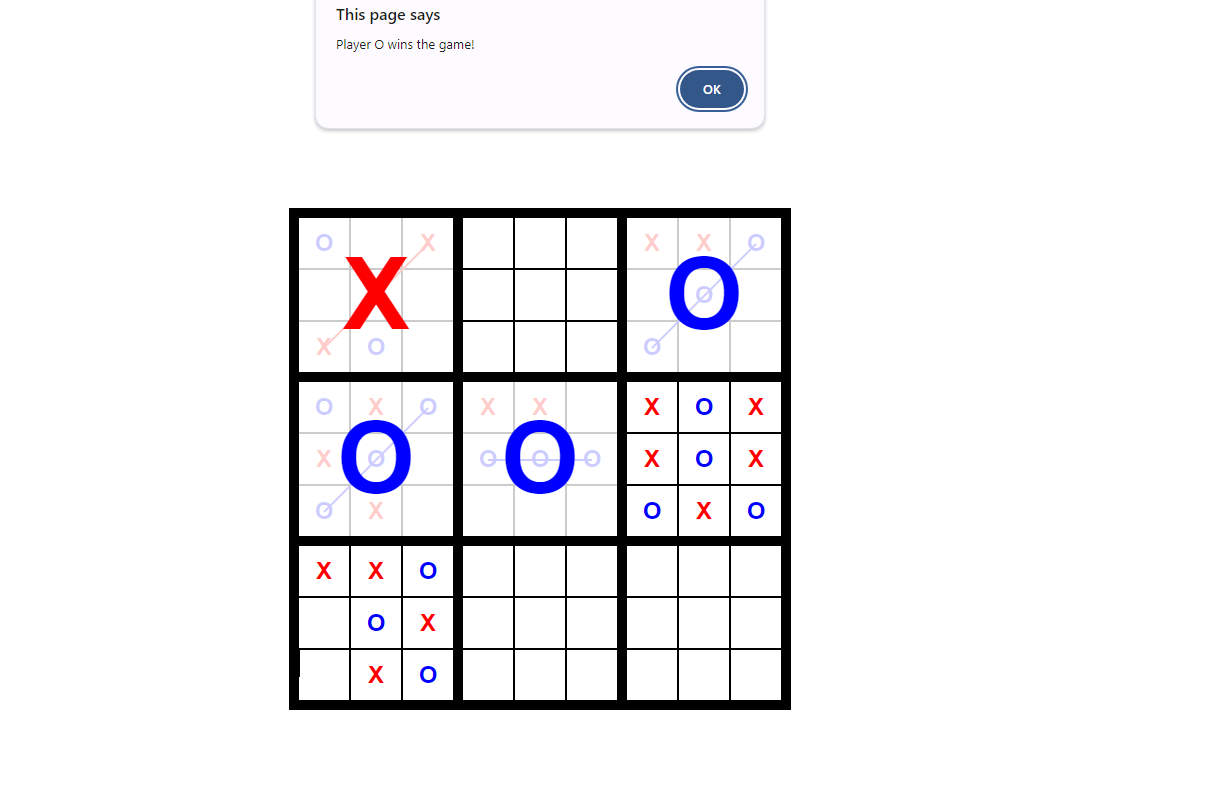 This page says
Player O wins the game!
OK
O X X X O
X O O
X O O
O X O X X X O X
X O O O O O O X O X
O X O X O
X X O
O X
X O